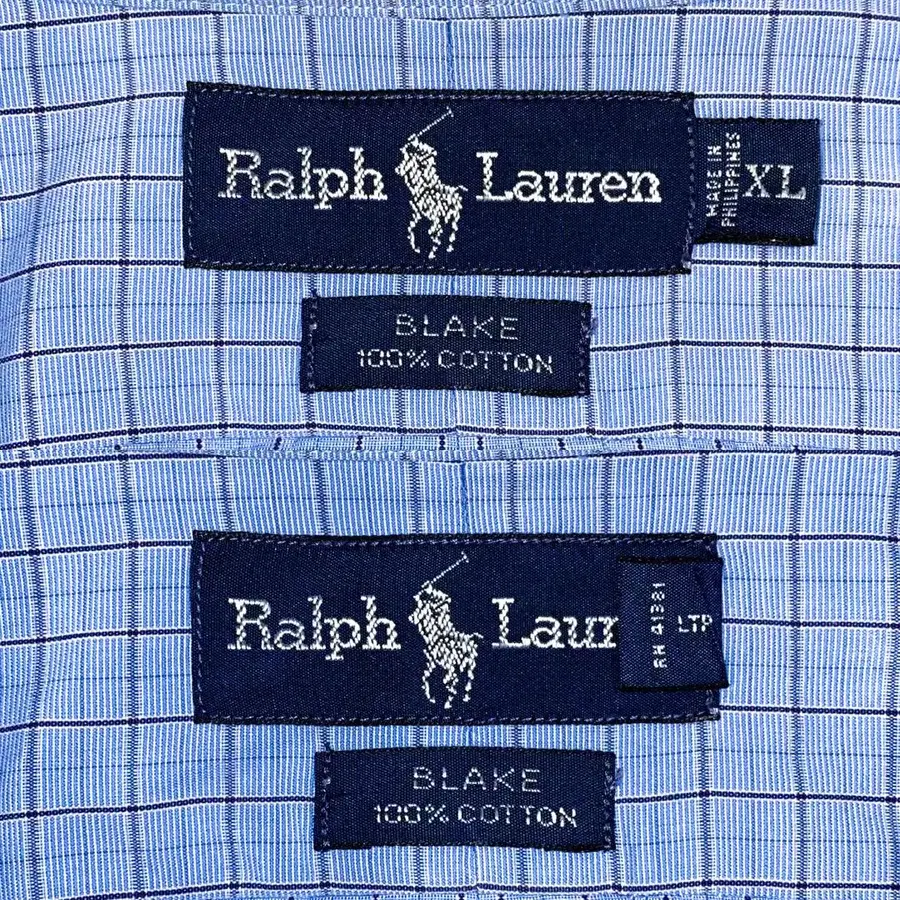 Ralph Lauren
MADE IN
PHILIPPINES
XL
BLAKE
100% COTTON
Ralph Laur
RN 41381
LTP
BLAKE
100% COTTON